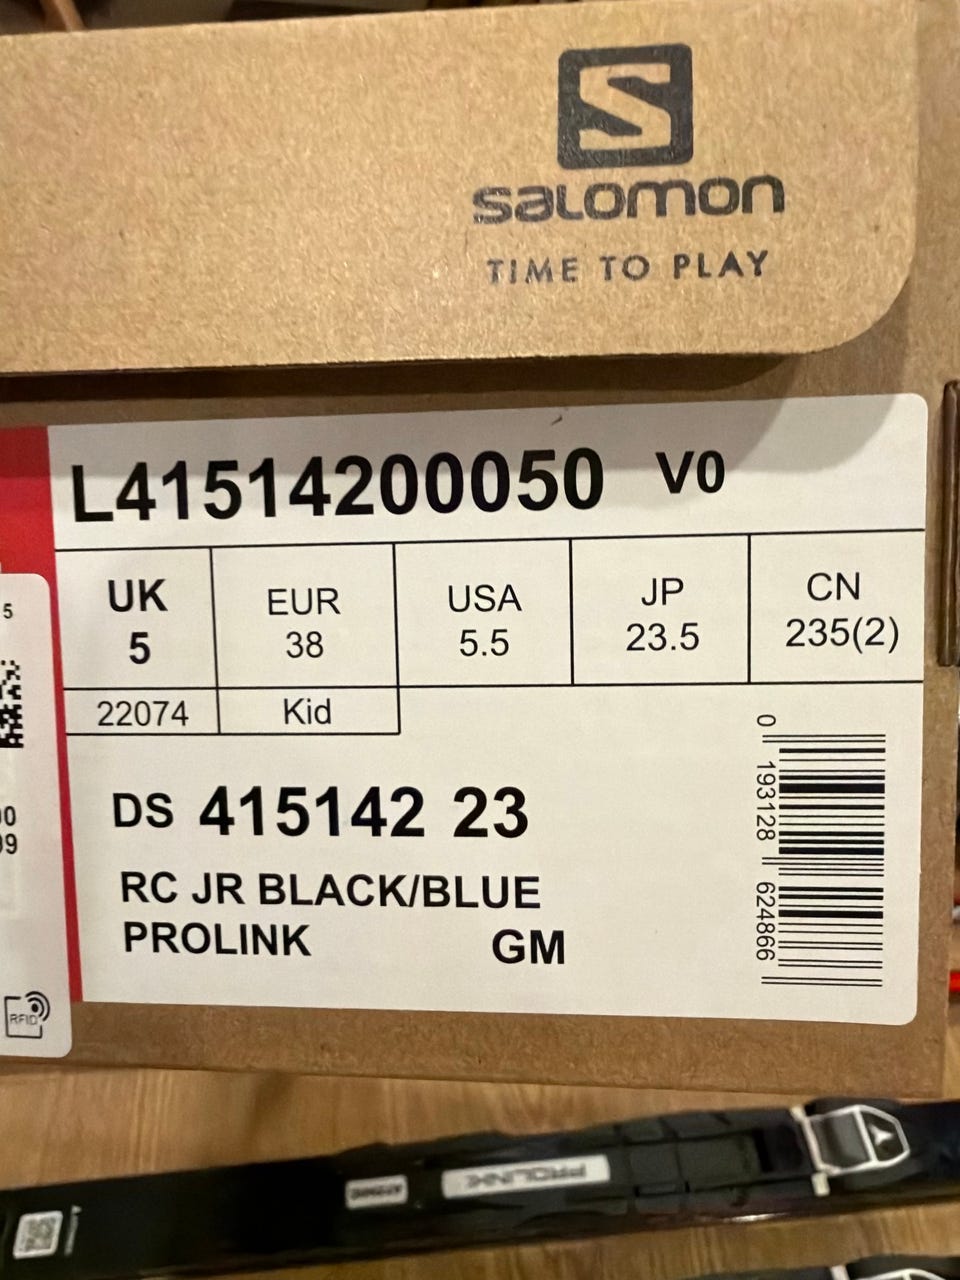 S
salomon
TIME TO PLAY
L41514200050 V0
UK EUR USA JP CN
5 38 5.5 23.5 235(2)
22074 Kid
DS 415142 23
RC JR BLACK/BLUE
PROLINK GM
0 193128 624866
5
RFID
PROLINK